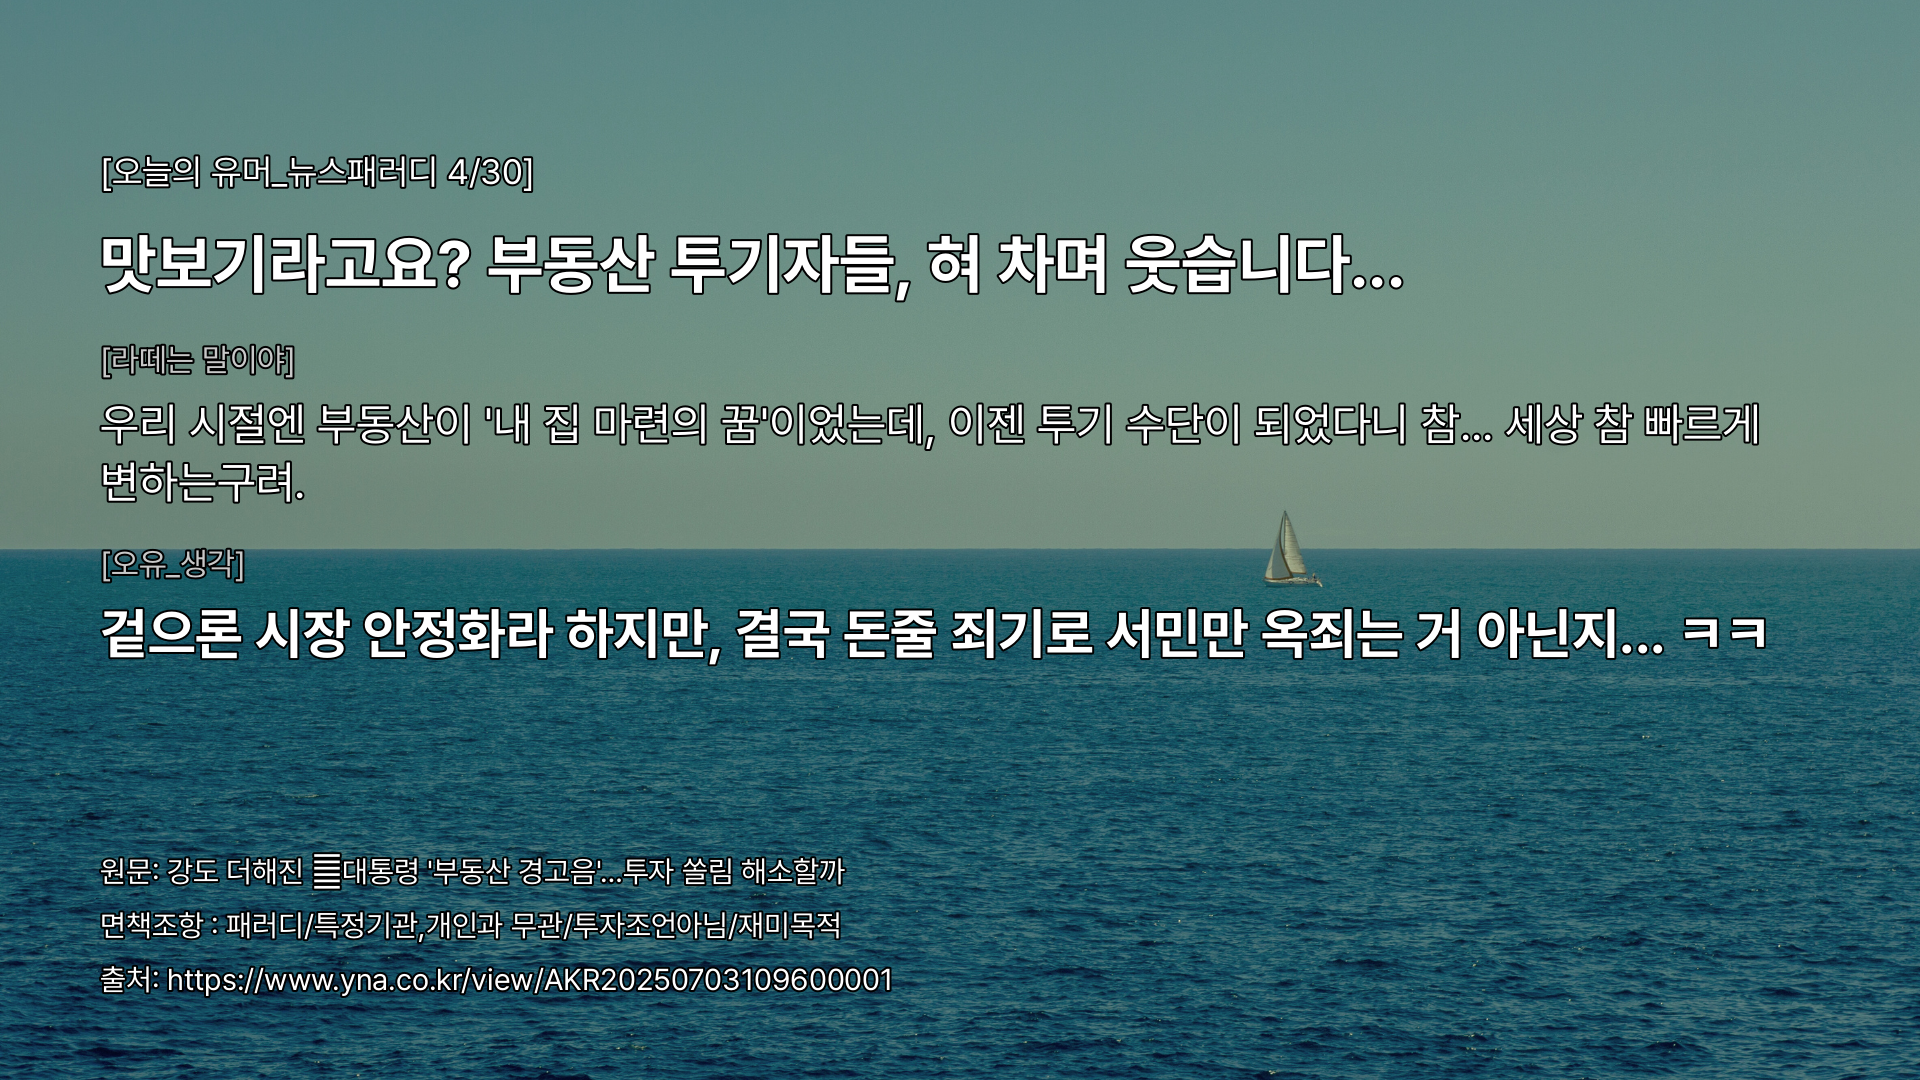 [오늘의 유머_뉴스패러디 4/30]
맛보기라고요? 부동산 투기자들, 혀 차며 웃습니다...
[라떼는 말이야]
우리 시절엔 부동산이 '내 집 마련의 꿈'이었는데, 이젠 투기 수단이 되었다니 참... 세상 참 빠르게
변하는구려.
[오유_생각]
겉으론 시장 안정화라 하지만, 결국 돈줄 죄기로 서민만 옥죄는 거 아닌지... ㅋㅋ
원문: 강도 더해진 대통령 '부동산 경고음'...투자 쏠림 해소할까
면책조항 : 패러디/특정기관,개인과 무관/투자조언아님/재미목적
출처: https://www.yna.co.kr/view/AKR20250703109600001